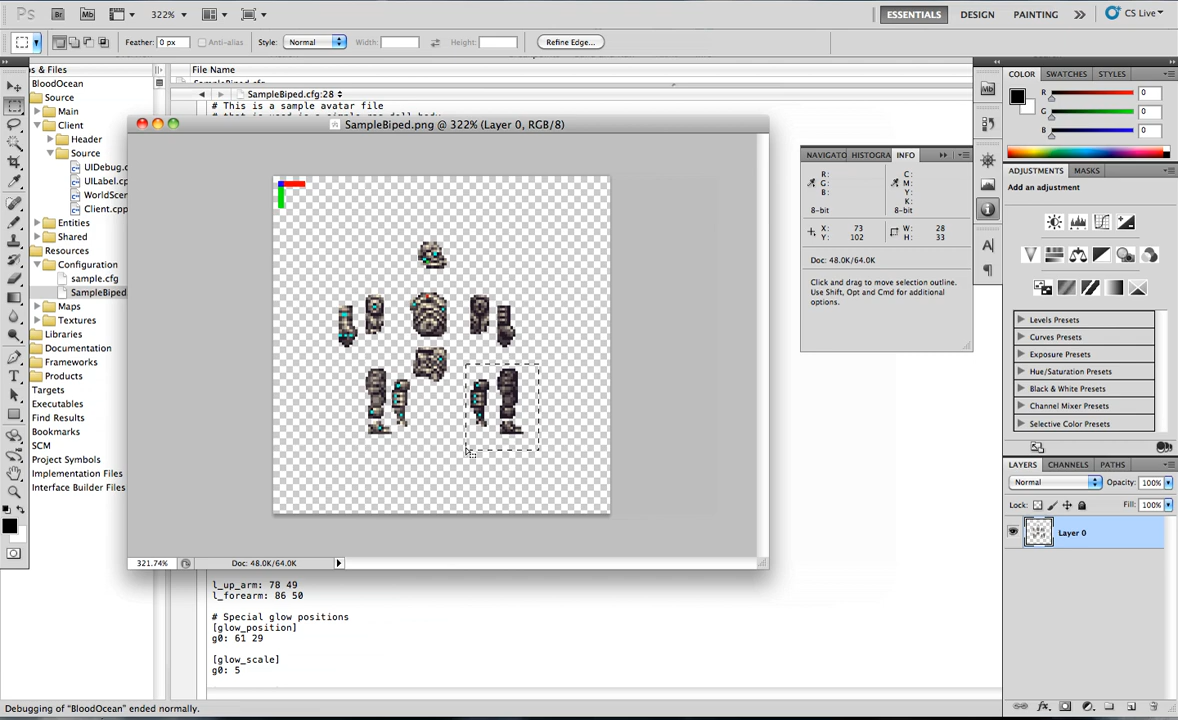 Ps Br Mb 322% ESSENTIALS DESIGN PAINTING CS Live
Feather: 0 px Anti-alias Style: Normal Width: Height: Refine Edge...
s & Files
File Name
BloodOcean
Source
Main
Client
Header
Source
UIDebug.c
UILabel.cp
WorldScer
Client.cpp
Entities
Shared
Resources
Configuration
sample.cfg
SampleBiped
Maps
Textures
Libraries
Documentation
Frameworks
Products
Targets
Executables
Find Results
Bookmarks
SCM
Project Symbols
Implementation Files
Interface Builder Files
SampleBiped.cfg:28
# This is a sample avatar file
SampleBiped.png @ 322% (Layer 0, RGB/8)
321.74% Doc: 48.0K/64.0K
l_up_arm: 78 49
l_forearm: 86 50
# Special glow positions
[glow_position]
g0: 61 29
[glow_scale]
g0: 5
Debugging of "BloodOcean" ended normally.
NAVIGATO HISTOGRA INFO
R: C:
G: M:
B: Y:
K:
8-bit 8-bit
X: 73 W: 28
Y: 102 H: 33
Doc: 48.0K/64.0K
Click and drag to move selection outline.
Use Shift, Opt and Cmd for additional
options.
COLOR SWATCHES STYLES
R 0
G 0
B 0
ADJUSTMENTS MASKS
Add an adjustment
Levels Presets
Curves Presets
Exposure Presets
Hue/Saturation Presets
Black & White Presets
Channel Mixer Presets
Selective Color Presets
LAYERS CHANNELS PATHS
Normal Opacity: 100%
Lock: Fill: 100%
Layer 0